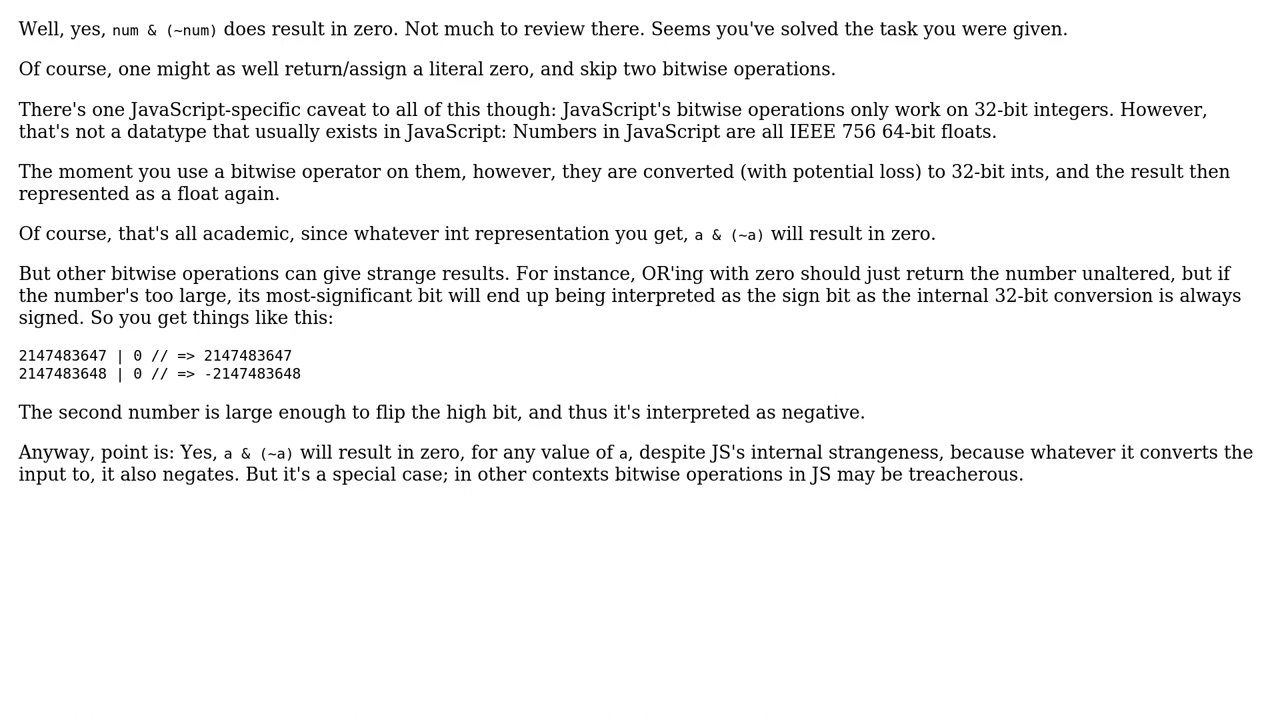 Well, yes, num & (~num) does result in zero. Not much to review there. Seems you've solved the task you were given.
Of course, one might as well return/assign a literal zero, and skip two bitwise operations.
There's one JavaScript-specific caveat to all of this though: JavaScript's bitwise operations only work on 32-bit integers. However,
that's not a datatype that usually exists in JavaScript: Numbers in JavaScript are all IEEE 756 64-bit floats.
The moment you use a bitwise operator on them, however, they are converted (with potential loss) to 32-bit ints, and the result then
represented as a float again.
Of course, that's all academic, since whatever int representation you get, a & (~a) will result in zero.
But other bitwise operations can give strange results. For instance, OR'ing with zero should just return the number unaltered, but if
the number's too large, its most-significant bit will end up being interpreted as the sign bit as the internal 32-bit conversion is always
signed. So you get things like this:
2147483647 | 0 // => 2147483647
2147483648 | 0 // => -2147483648
The second number is large enough to flip the high bit, and thus it's interpreted as negative.
Anyway, point is: Yes, a & (~a) will result in zero, for any value of a, despite JS's internal strangeness, because whatever it converts the
input to, it also negates. But it's a special case; in other contexts bitwise operations in JS may be treacherous.